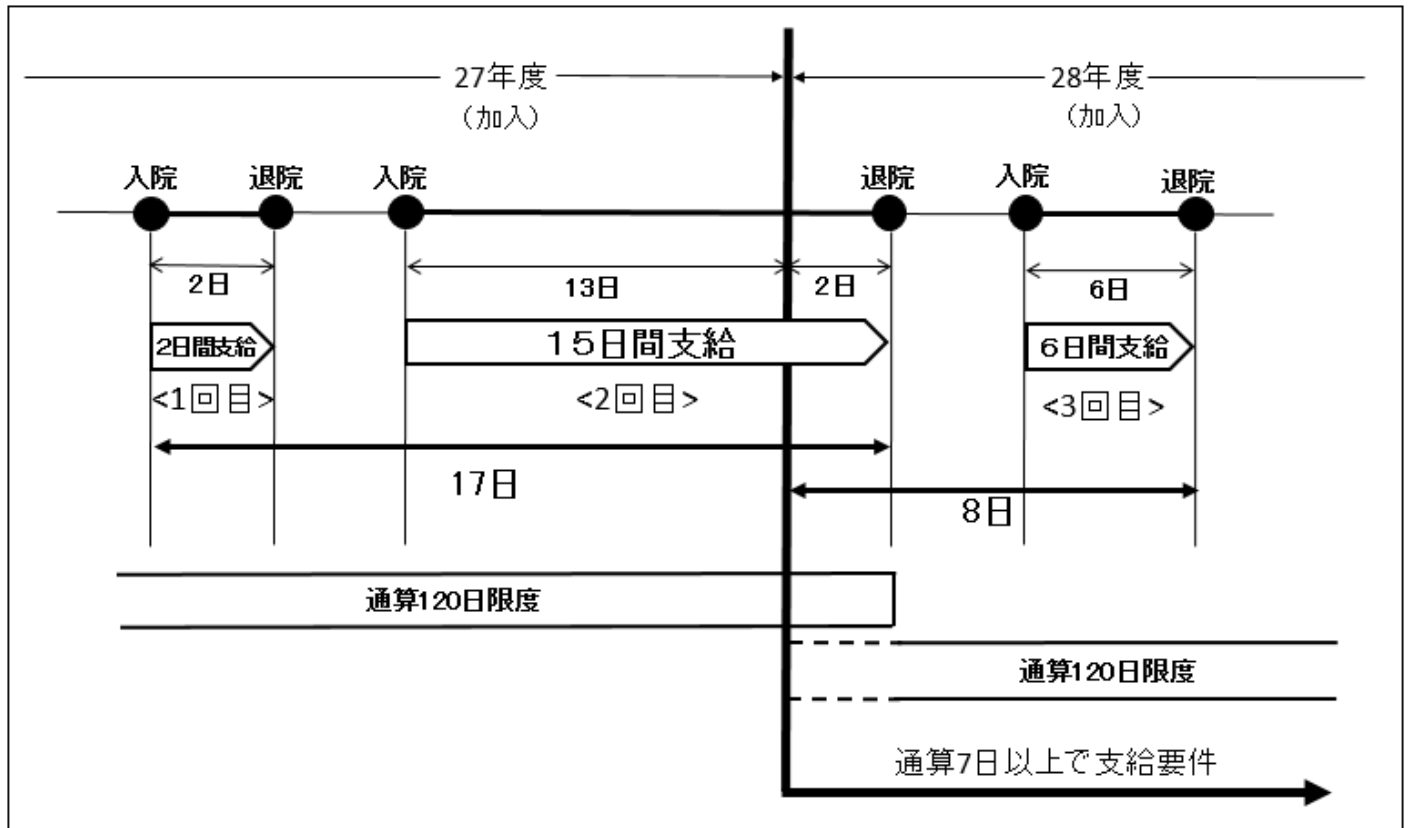 27年度
(加入)
28年度
(加入)
入院
退院
入院
退院
入院
退院
2日
13日
2日
6日
2日間支給
15日間支給
6日間支給
<1回目>
<2回目>
<3回目>
17日
8日
通算120日限度
通算120日限度
通算7日以上で支給要件